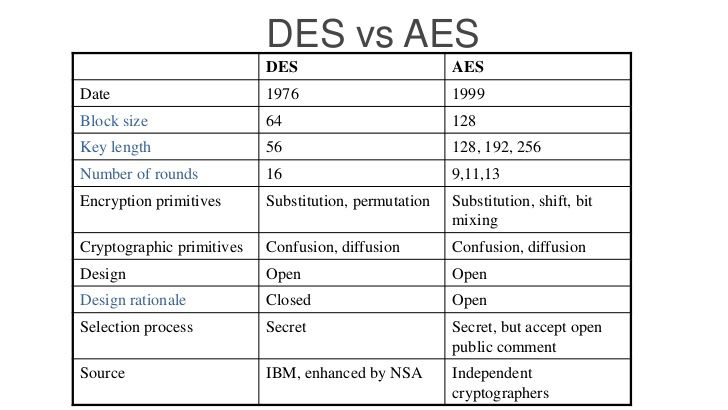 DES vs AES
DES AES
Date 1976 1999
Block size 64 128
Key length 56 128, 192, 256
Number of rounds 16 9,11,13
Encryption primitives Substitution, permutation Substitution, shift, bit
mixing
Cryptographic primitives Confusion, diffusion Confusion, diffusion
Design Open Open
Design rationale Closed Open
Selection process Secret Secret, but accept open
public comment
Source IBM, enhanced by NSA Independent
cryptographers